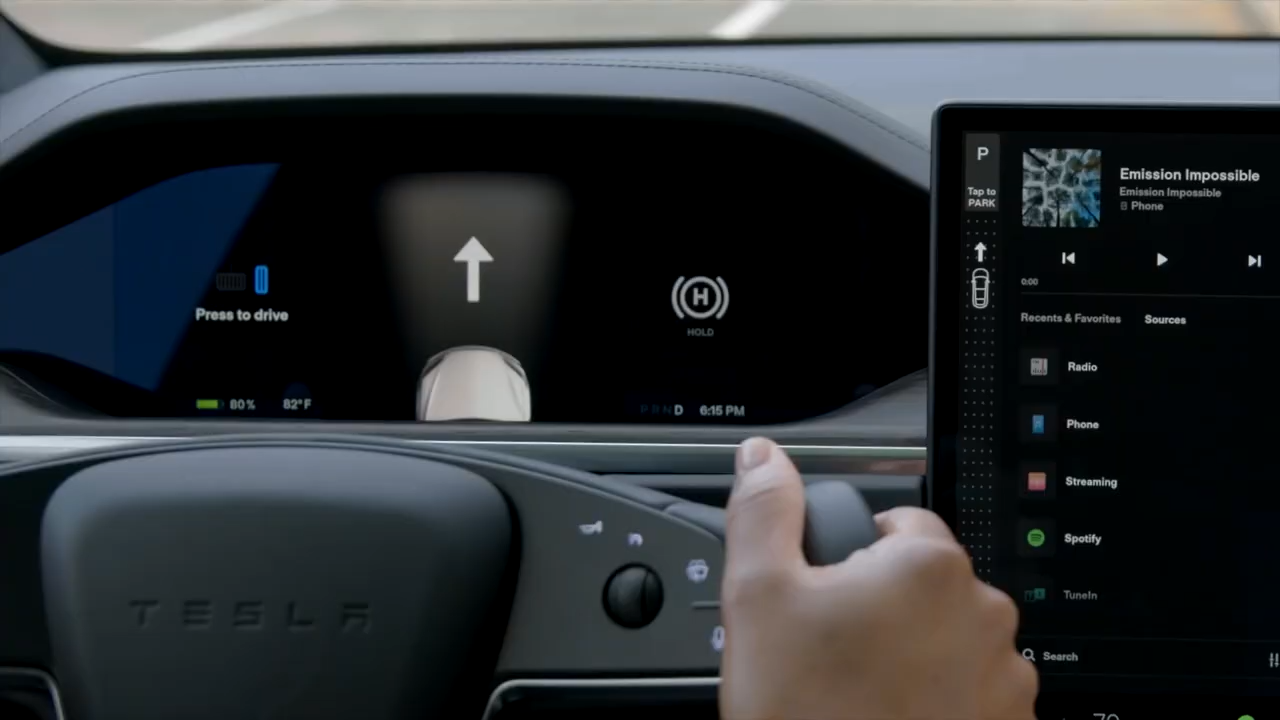 Press to drive
80%
82°F
H
HOLD
P R N D
6:15 PM
TESLA
P
Tap to
PARK
Emission Impossible
Emission Impossible
Phone
0:00
Recents & Favorites
Sources
Radio
Phone
Streaming
Spotify
TuneIn
Search